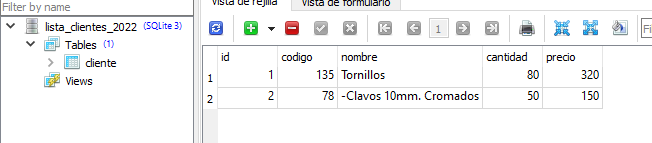 Filter by name
lista_clientes_2022 (SQLite 3)
Tables (1)
cliente
Views
Vista de rejilla Vista de formulario
1
id codigo nombre cantidad precio
1 1 135 Tornillos 80 320
2 2 78 -Clavos 10mm. Cromados 50 150